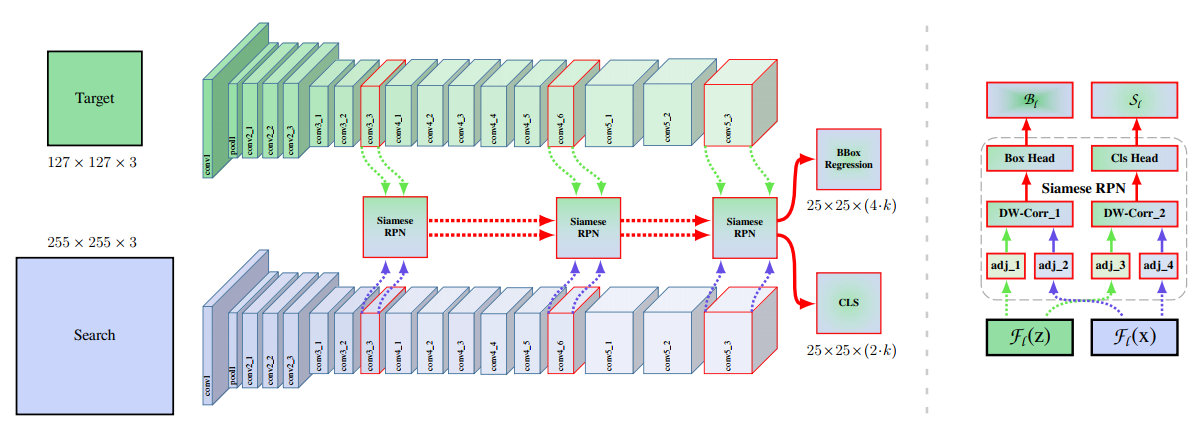 Target
127 × 127 × 3
conv1
pool1
conv2_1
conv2_2
conv2_3
conv3_1
conv3_2
conv3_3
conv4_1
conv4_2
conv4_3
conv4_4
conv4_5
conv4_6
conv5_1
conv5_2
conv5_3
Siamese
RPN
Siamese
RPN
Siamese
RPN
BBox
Regression
25×25×(4·k)
255 × 255 × 3
Search
conv1
pool1
conv2_1
conv2_2
conv2_3
conv3_1
conv3_2
conv3_3
conv4_1
conv4_2
conv4_3
conv4_4
conv4_5
conv4_6
conv5_1
conv5_2
conv5_3
CLS
25×25×(2·k)
ℬℓ 𝒮ℓ
Box Head Cls Head
Siamese RPN
DW-Corr_1 DW-Corr_2
adj_1 adj_2 adj_3 adj_4
ℱℓ(z) ℱℓ(x)